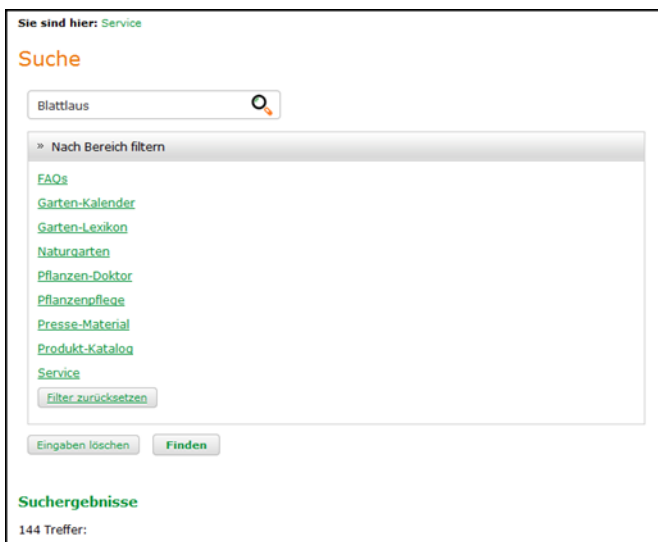 Sie sind hier: Service
Suche
Blattlaus
» Nach Bereich filtern
FAQs
Garten-Kalender
Garten-Lexikon
Naturgarten
Pflanzen-Doktor
Pflanzenpflege
Presse-Material
Produkt-Katalog
Service
Filter zurücksetzen
Eingaben löschen Finden
Suchergebnisse
144 Treffer: